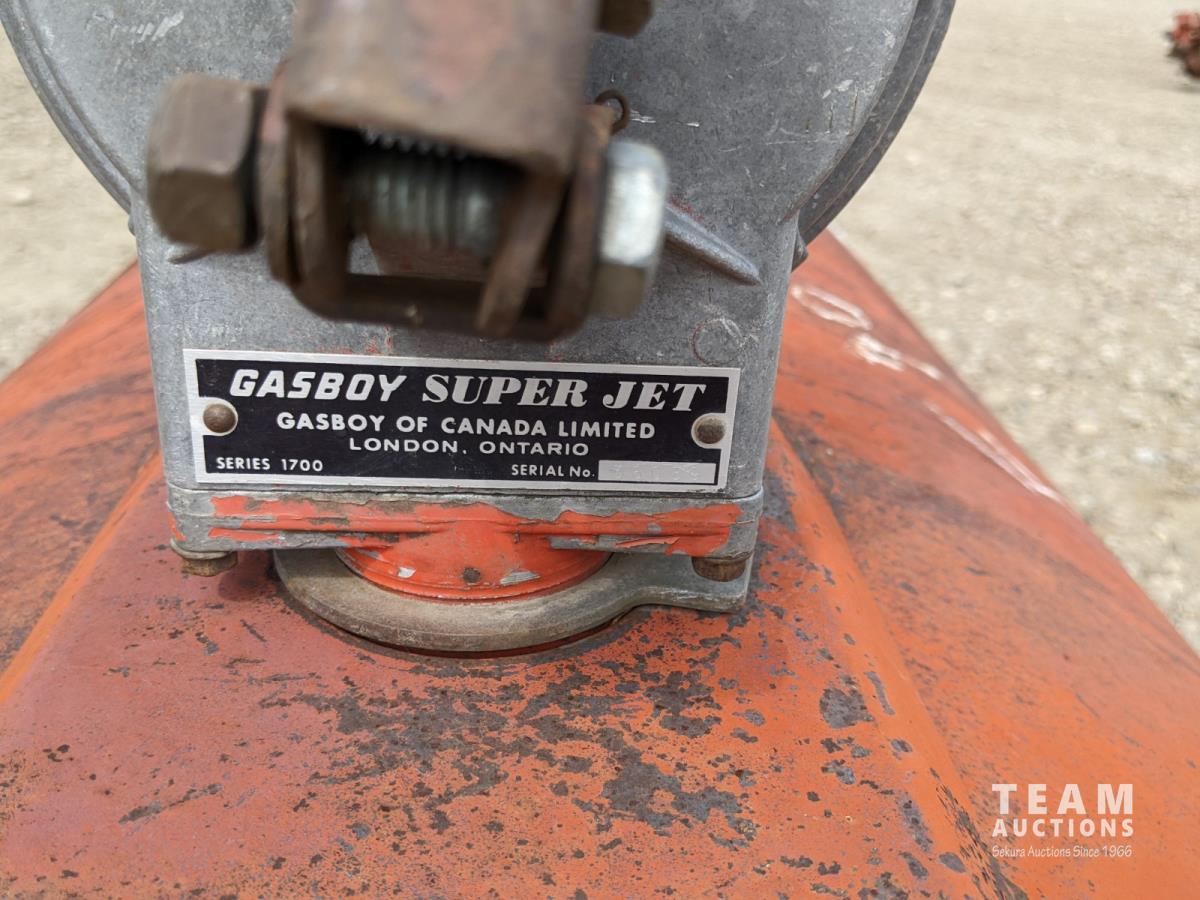 GASBOY SUPER JET
GASBOY OF CANADA LIMITED
LONDON, ONTARIO
SERIES 1700 SERIAL No.
TEAM
AUCTIONS
Sekura Auctions Since 1966